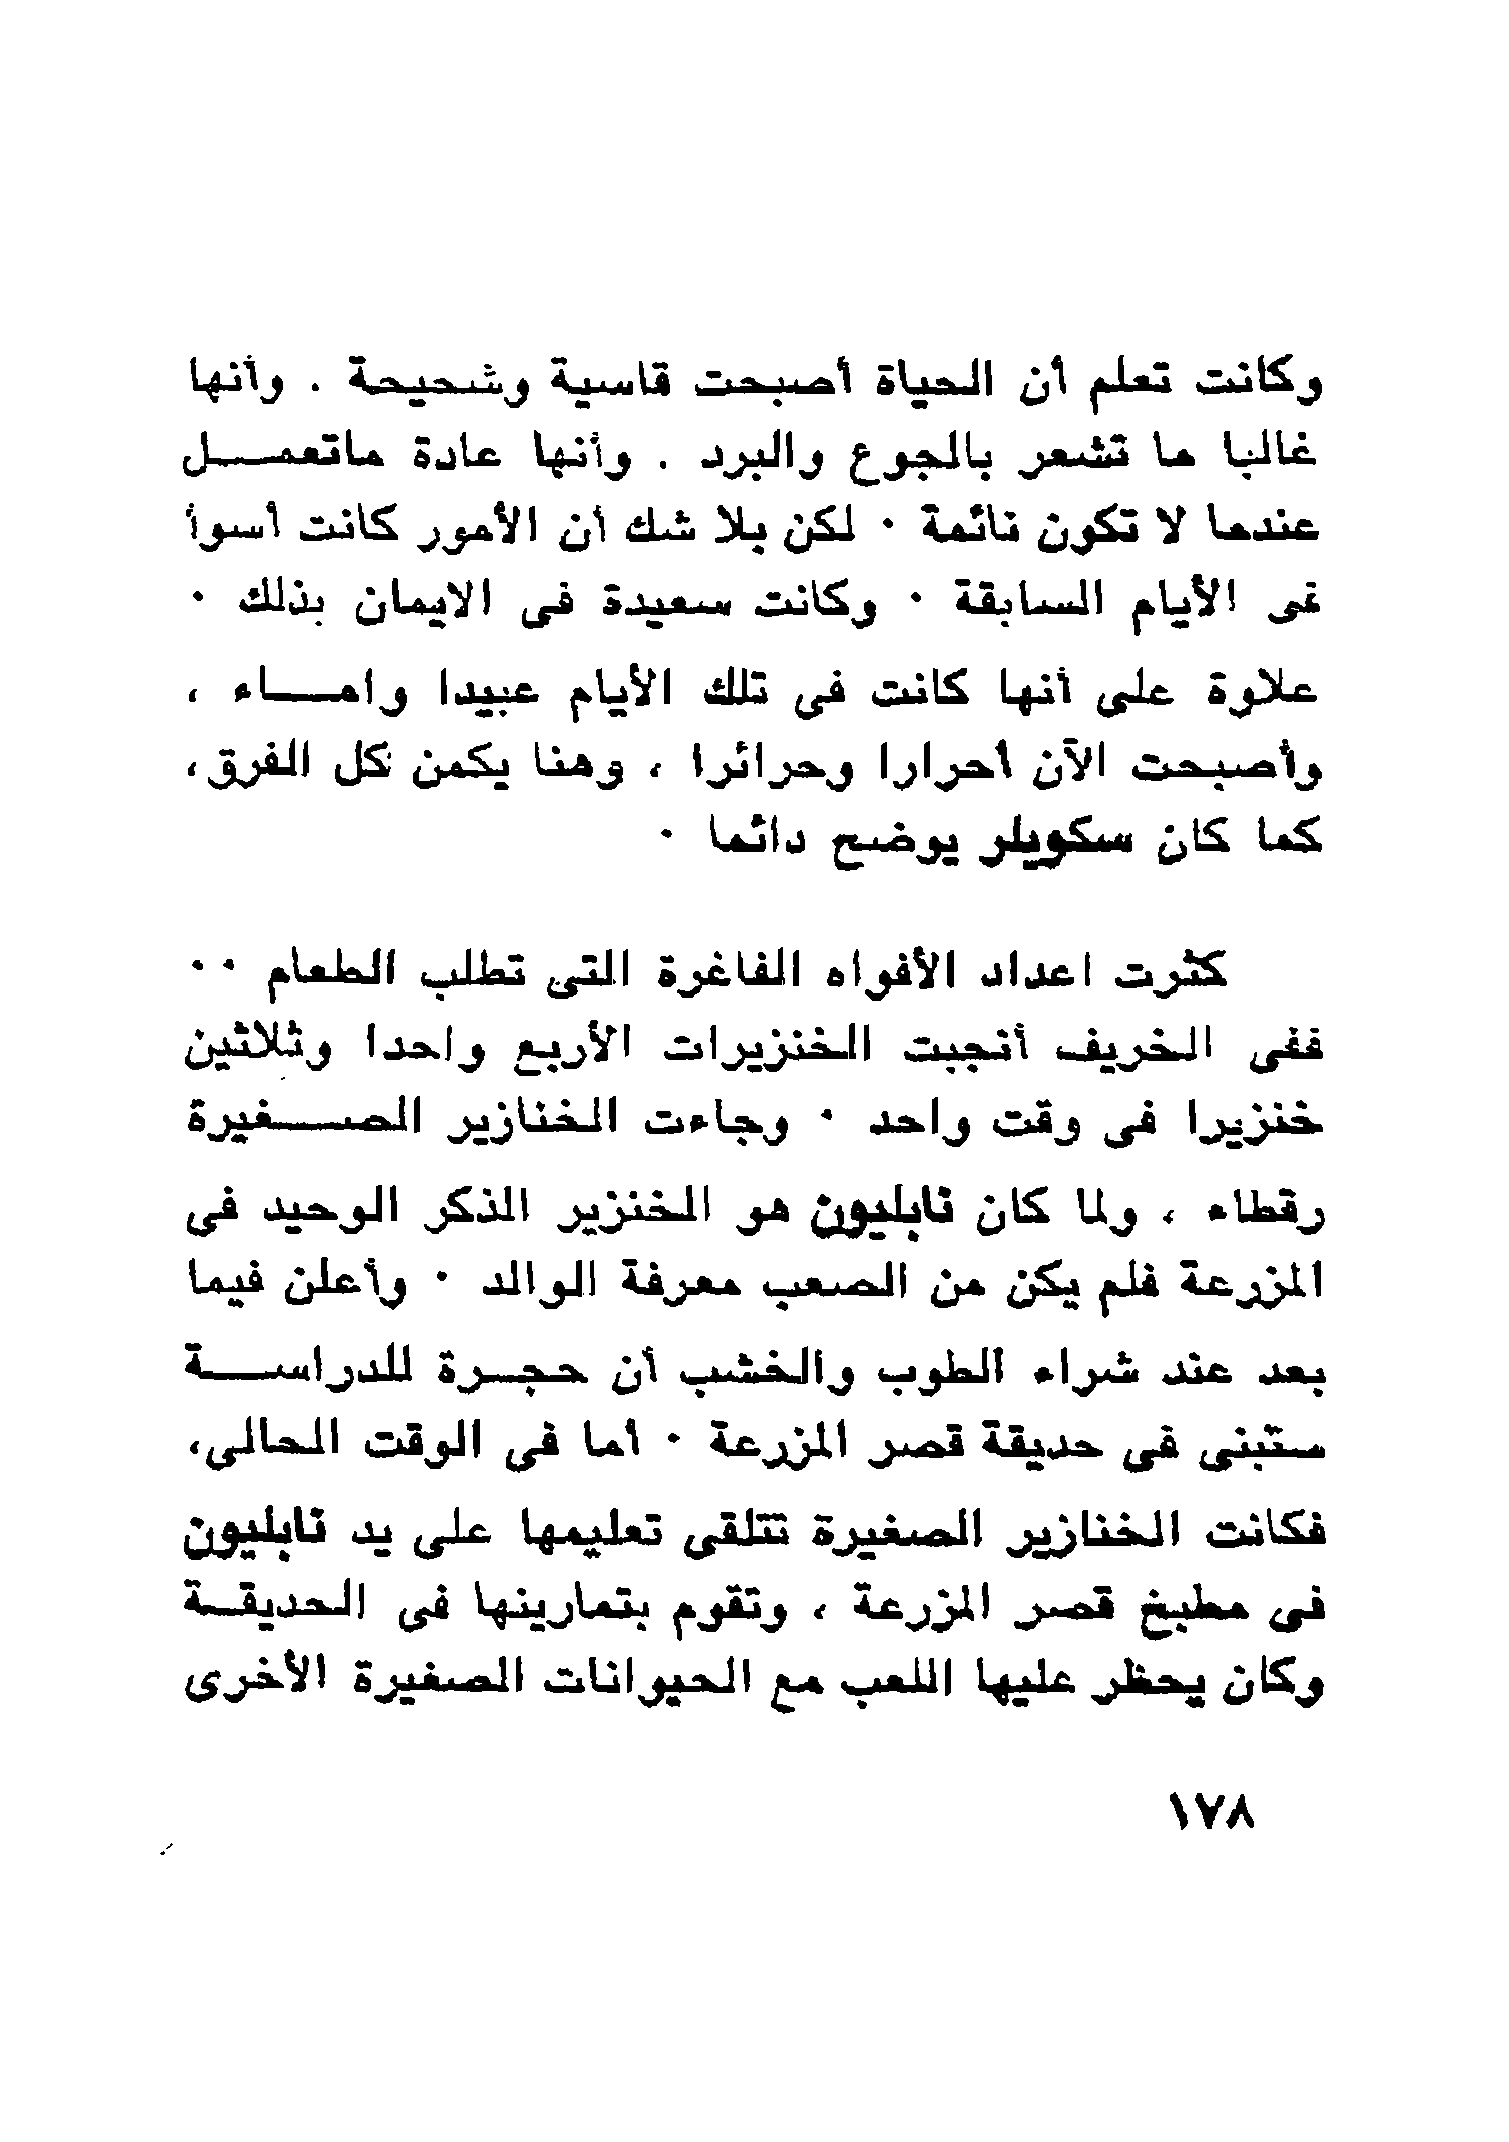 وكانت تعلم أن الحياة أصبحت قاسية وشحيحة . وأنها
غالبا ما تشعر بالجوع والبرد . وأنها عادة ماتعمـــل
عندما لا تكون نائمة . لكن بلا شك أن الأمور كانت أسوأ
فى الأيام السابقة . وكانت سعيدة فى الايمان بذلك .
علاوة على أنها كانت فى تلك الأيام عبيدا وامـــاء ،
وأصبحت الآن أحرارا وحرائرا ، وهنا يكمن كل الفرق،
كما كان سكويلر يوضح دائما .
كثرت اعداد الأفواه الفاغرة التى تطلب الطعام ..
ففى الخريف أنجبت الخنزيرات الأربع واحدا وثلاثين
خنزيرا فى وقت واحد . وجاءت الخنازير الصـــغيرة
رقطاء ، ولما كان نابليون هو الخنزير الذكر الوحيد فى
المزرعة فلم يكن من الصعب معرفة الوالد . وأعلن فيما
بعد عند شراء الطوب والخشب أن حجـرة للدراســـة
ستبنى فى حديقة قصر المزرعة . أما فى الوقت الحالى،
فكانت الخنازير الصغيرة تتلقى تعليمها على يد نابليون
فى مطبخ قصر المزرعة ، وتقوم بتمارينها فى الحديقـة
وكان يحظر عليها اللعب مع الحيوانات الصغيرة الأخرى
١٧٨